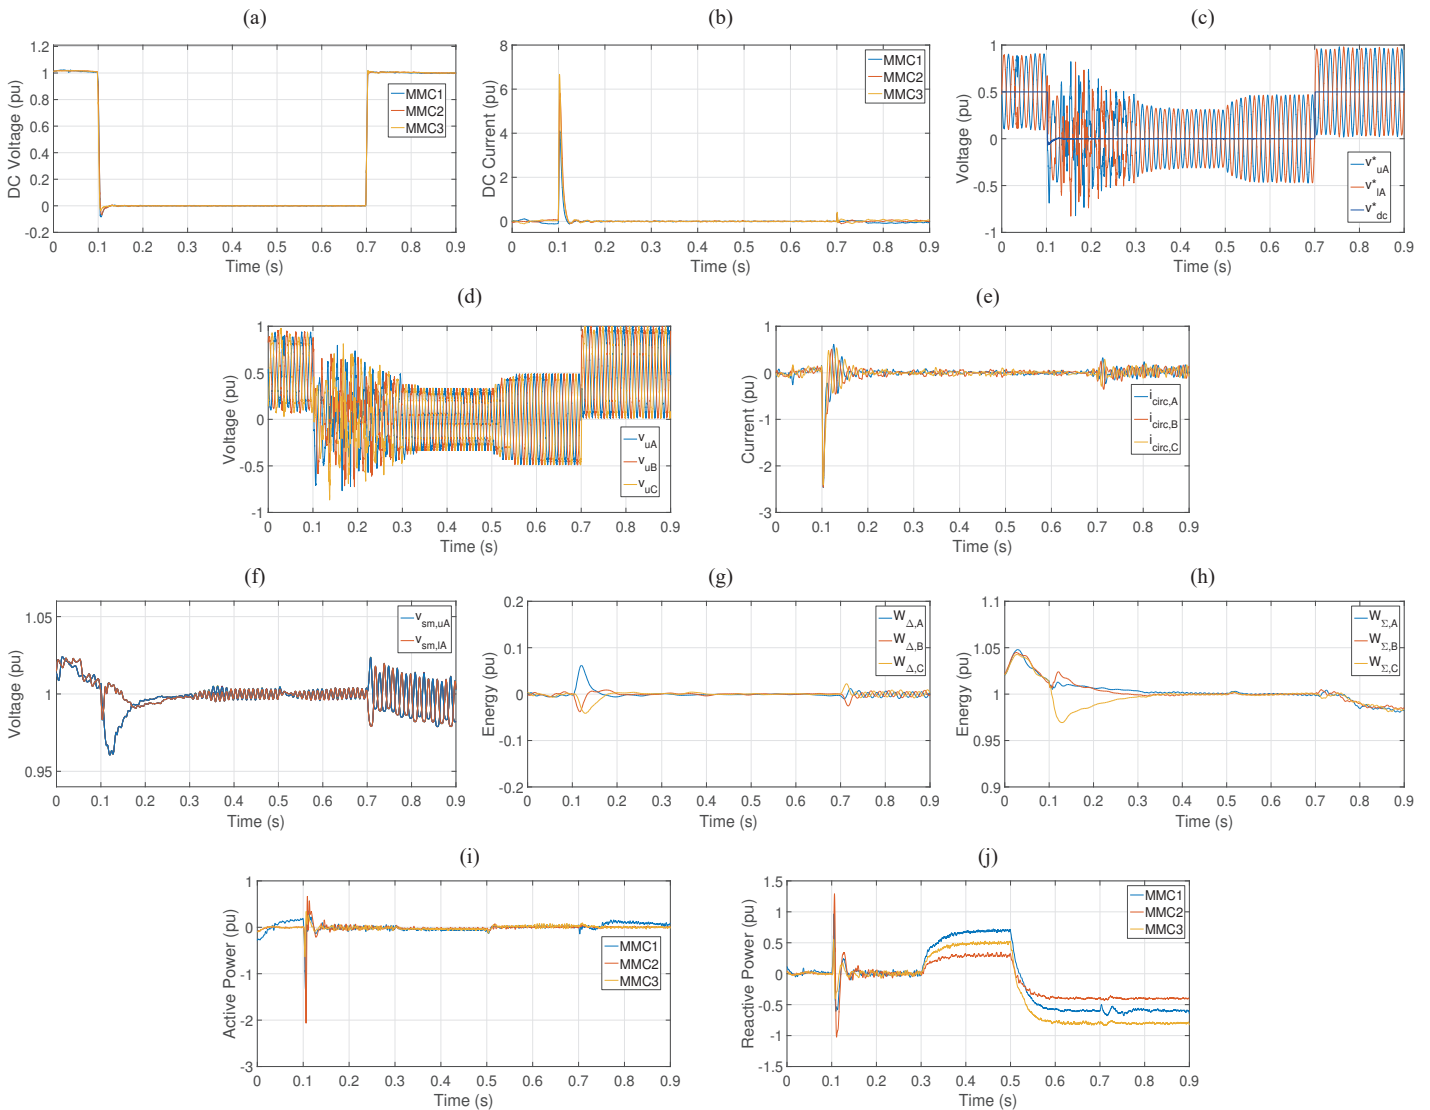 (a)
DC Voltage (pu)
1.2
1
0.8
0.6
0.4
0.2
0
-0.2
MMC1
MMC2
MMC3
0 0.1 0.2 0.3 0.4 0.5 0.6 0.7 0.8 0.9
Time (s)
(b)
DC Current (pu)
8
6
4
2
0
MMC1
MMC2
MMC3
0 0.1 0.2 0.3 0.4 0.5 0.6 0.7 0.8 0.9
Time (s)
(c)
Voltage (pu)
1
0.5
0
-0.5
-1
v*uA
v*lA
v*dc
0 0.1 0.2 0.3 0.4 0.5 0.6 0.7 0.8 0.9
Time (s)
(d)
Voltage (pu)
1
0.5
0
-0.5
-1
vuA
vuB
vuC
0 0.1 0.2 0.3 0.4 0.5 0.6 0.7 0.8 0.9
Time (s)
(e)
Current (pu)
1
0
-1
-2
-3
icirc,A
icirc,B
icirc,C
0 0.1 0.2 0.3 0.4 0.5 0.6 0.7 0.8 0.9
Time (s)
(f)
Voltage (pu)
1.05
1
0.95
vsm,uA
vsm,lA
0 0.1 0.2 0.3 0.4 0.5 0.6 0.7 0.8 0.9
Time (s)
(g)
Energy (pu)
0.2
0.1
0
-0.1
-0.2
WΔ,A
WΔ,B
WΔ,C
0 0.1 0.2 0.3 0.4 0.5 0.6 0.7 0.8 0.9
Time (s)
(h)
Energy (pu)
1.1
1.05
1
0.95
0.9
WΣ,A
WΣ,B
WΣ,C
0 0.1 0.2 0.3 0.4 0.5 0.6 0.7 0.8 0.9
Time (s)
(i)
Active Power (pu)
1
0
-1
-2
-3
MMC1
MMC2
MMC3
0 0.1 0.2 0.3 0.4 0.5 0.6 0.7 0.8 0.9
Time (s)
(j)
Reactive Power (pu)
1.5
1
0.5
0
-0.5
-1
-1.5
MMC1
MMC2
MMC3
0 0.1 0.2 0.3 0.4 0.5 0.6 0.7 0.8 0.9
Time (s)